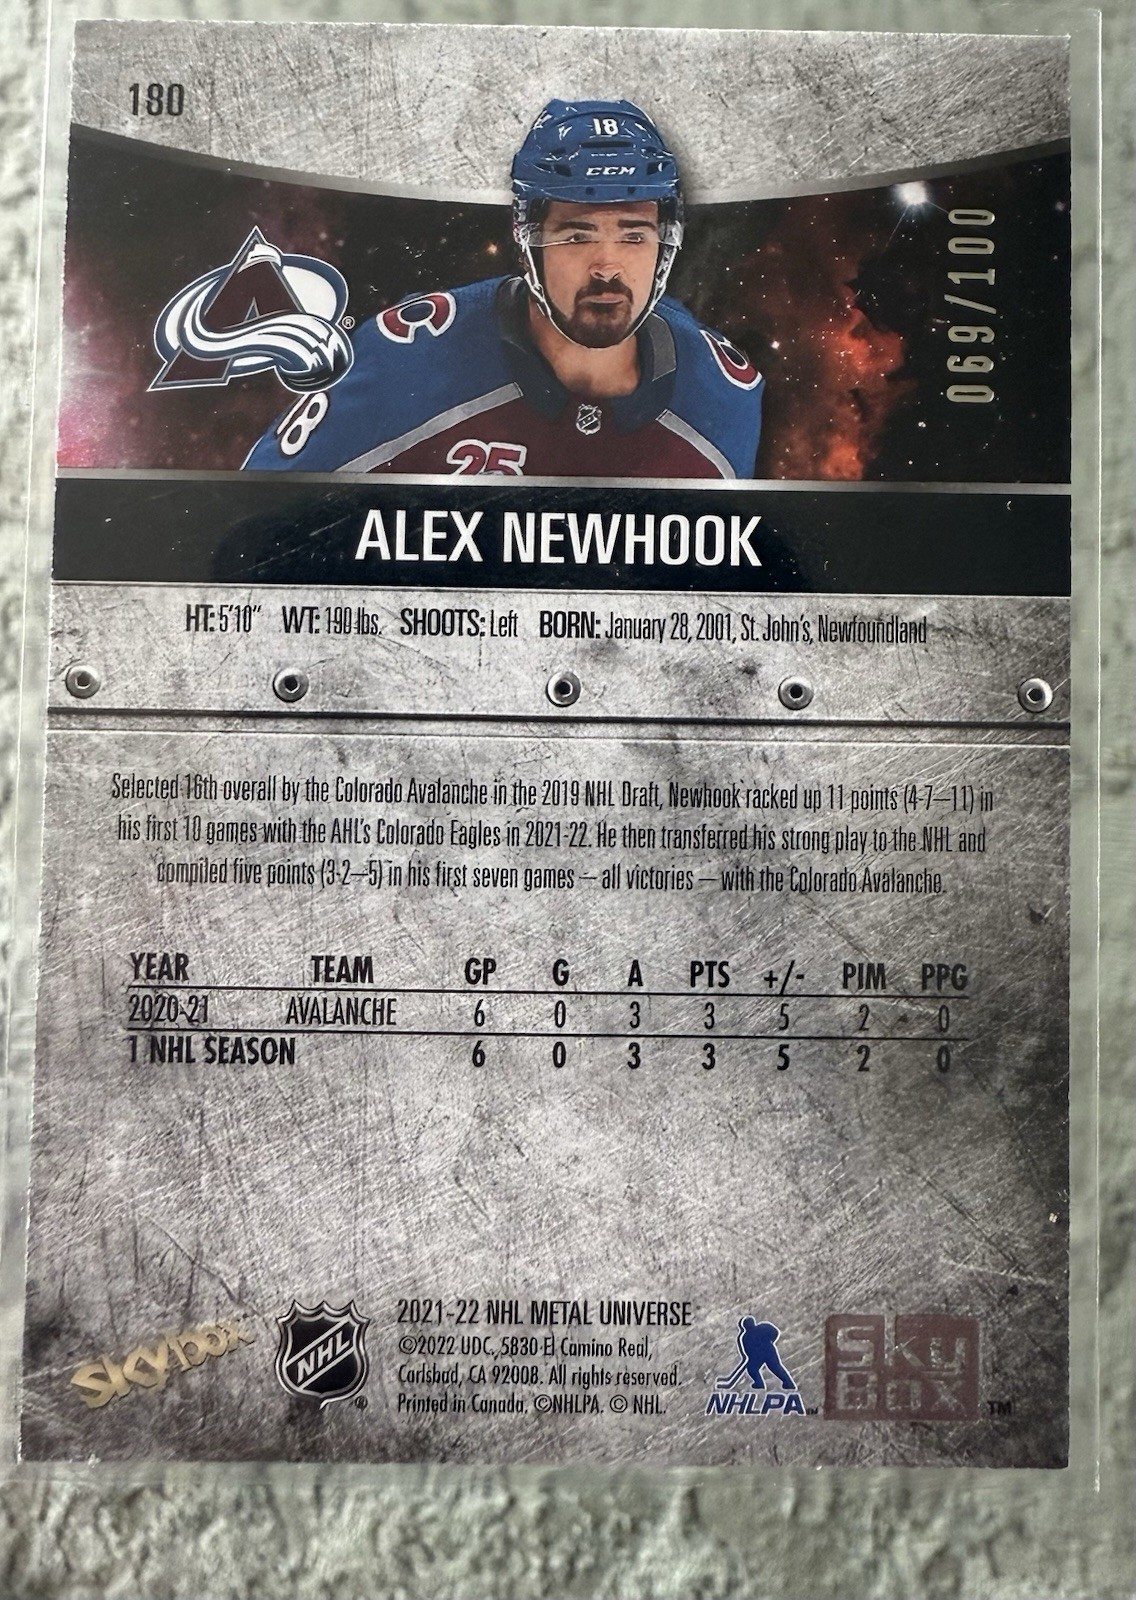 180
18
CCM
®
069/100
18
25
ALEX NEWHOOK
HT: 5'10" WT: 190 lbs. SHOOTS: Left BORN: January 28, 2001, St. John's, Newfoundland
Selected 16th overall by the Colorado Avalanche in the 2019 NHL Draft, Newhook racked up 11 points (4-7—11) in
his first 10 games with the AHL's Colorado Eagles in 2021-22. He then transferred his strong play to the NHL and
compiled five points (3-2—5) in his first seven games — all victories — with the Colorado Avalanche.
YEAR TEAM GP G A PTS +/- PIM PPG
2020-21 AVALANCHE 6 0 3 3 5 2 0
1 NHL SEASON 6 0 3 3 5 2 0
skybox
NHL
®
2021-22 NHL METAL UNIVERSE
©2022 UDC, 5830 El Camino Real,
Carlsbad, CA 92008. All rights reserved.
Printed in Canada. ©NHLPA. © NHL.
NHLPA™
SKY
BOX ™